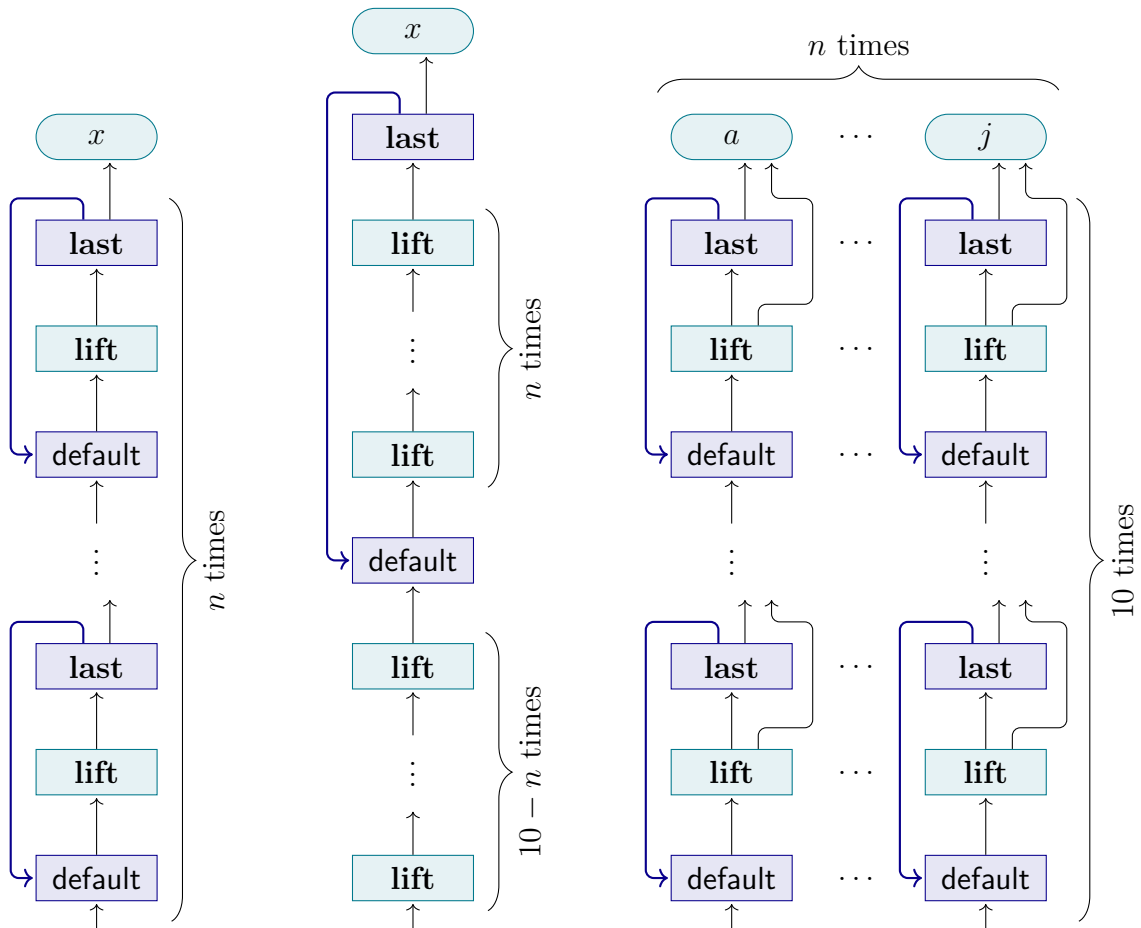 x
last
lift
default
⋮
last
lift
default
n times
x
last
lift
⋮
lift
n times
default
lift
⋮
lift
10 − n times
n times
a ··· j
last ··· last
lift ··· lift
default ··· default
⋮ ⋮
last ··· last
lift ··· lift
default ··· default
10 times